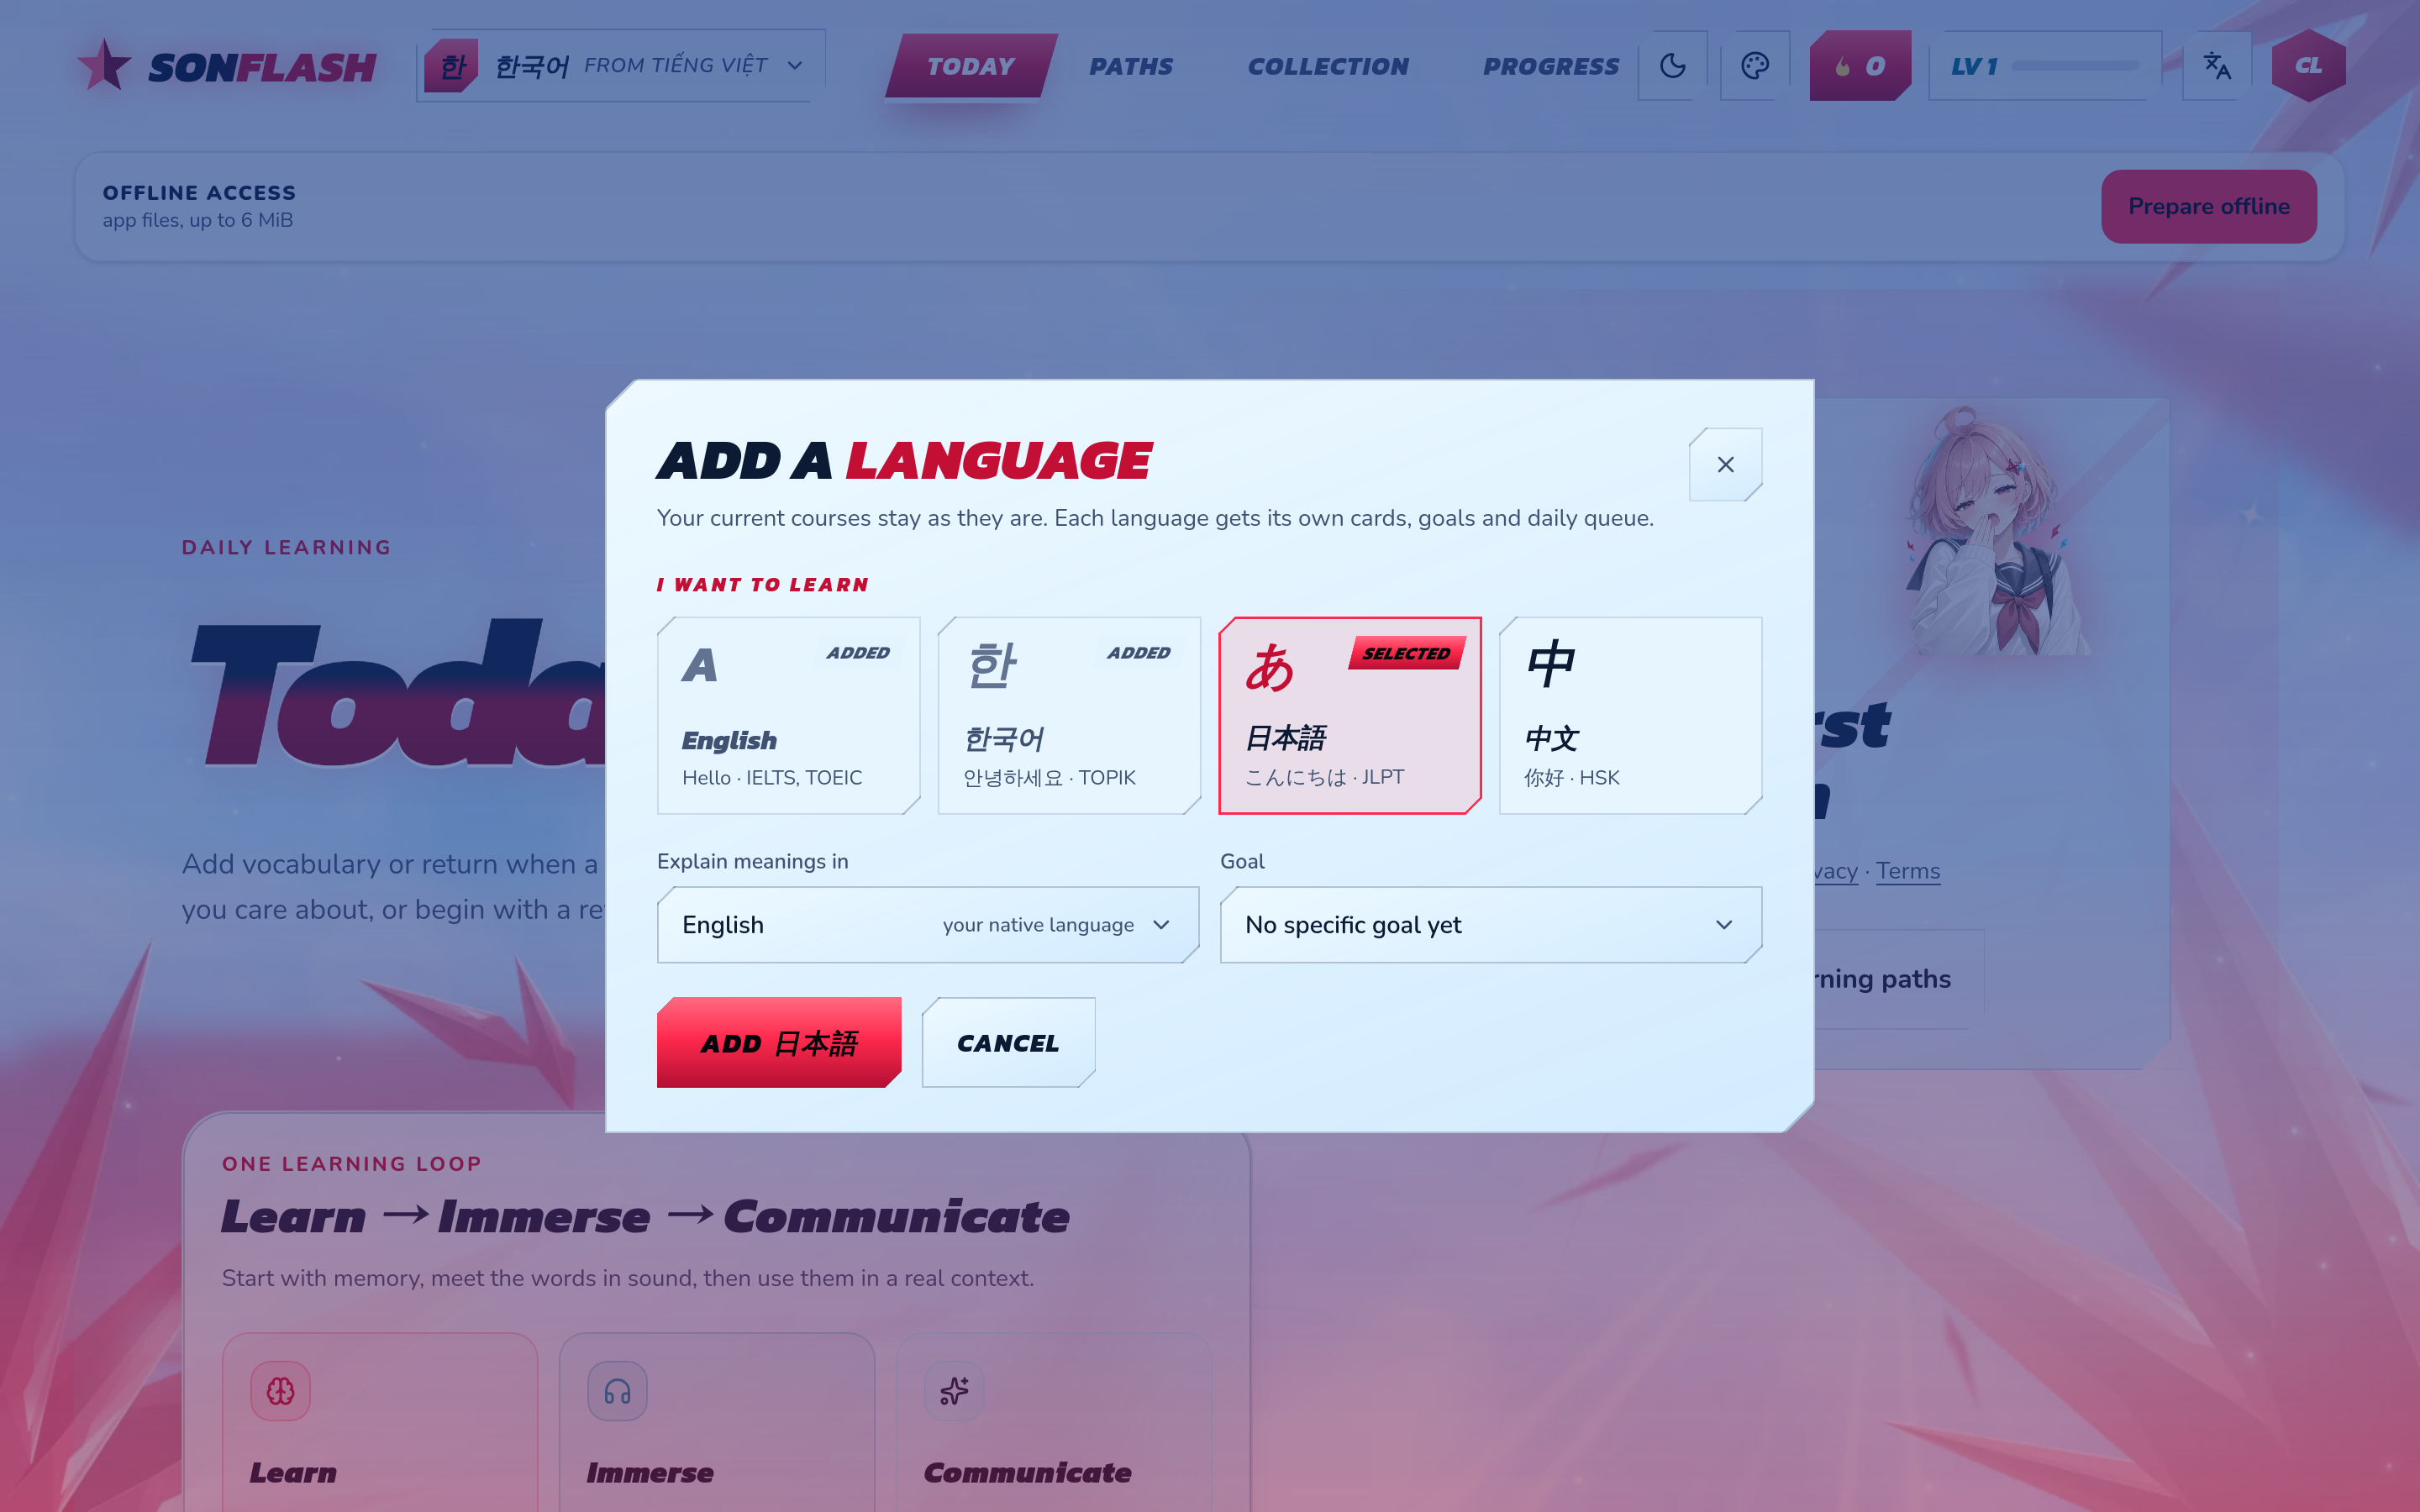 SONFLASH
한 한국어 FROM TIẾNG VIỆT
TODAY
PATHS
COLLECTION
PROGRESS
0
LV 1
CL
OFFLINE ACCESS
app files, up to 6 MiB
Prepare offline
ADD A LANGUAGE
Your current courses stay as they are. Each language gets its own cards, goals and daily queue.
I WANT TO LEARN
A ADDED
English
Hello · IELTS, TOEIC
한 ADDED
한국어
안녕하세요 · TOPIK
あ SELECTED
日本語
こんにちは · JLPT
中
中文
你好 · HSK
Explain meanings in
English your native language
Goal
No specific goal yet
ADD 日本語
CANCEL
DAILY LEARNING
Add vocabulary or return when a
you care about, or begin with a
Terms
paths
ONE LEARNING LOOP
Learn → Immerse → Communicate
Start with memory, meet the words in sound, then use them in a real context.
Learn
Immerse
Communicate